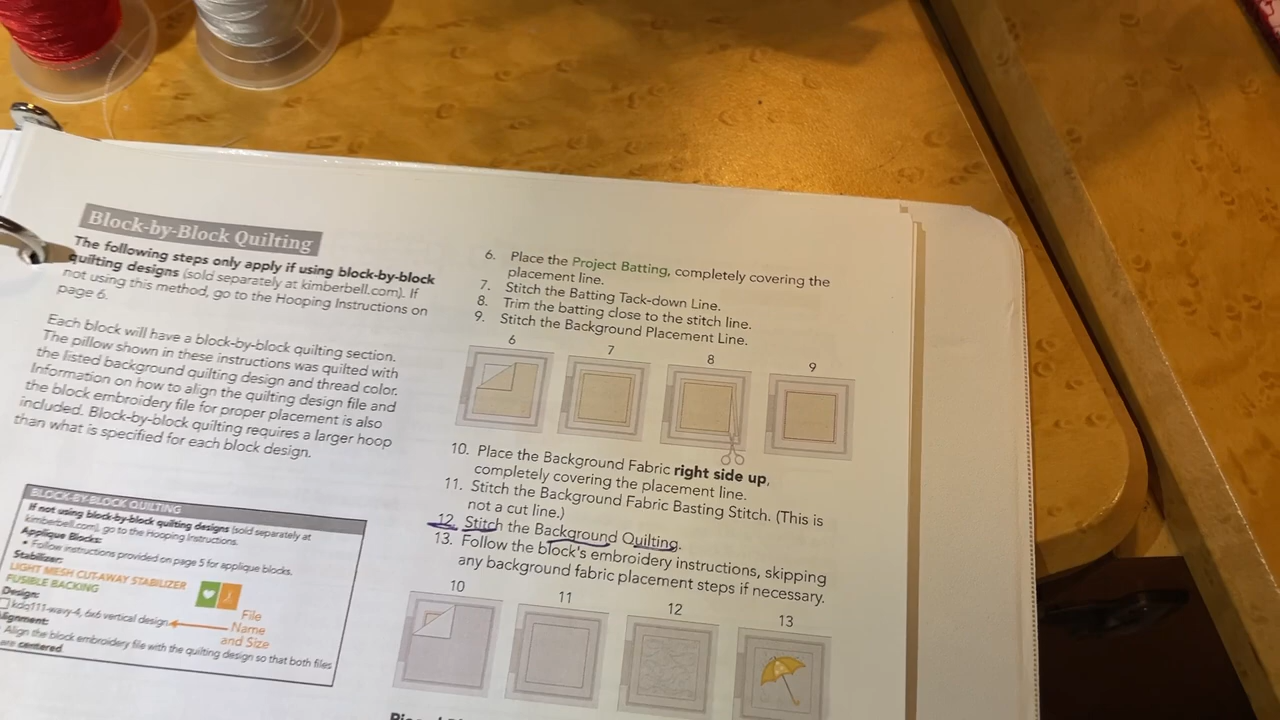 Block-by-Block Quilting
The following steps only apply if using block-by-block
quilting designs (sold separately at kimberbell.com). If
not using this method, go to the Hooping Instructions on
page 6.
Each block will have a block-by-block quilting section.
The pillow shown in these instructions was quilted with
the listed background quilting design and thread color.
Information on how to align the quilting design file and
the block embroidery file for proper placement is also
included. Block-by-block quilting requires a larger hoop
than what is specified for each block design.
BLOCK-BY-BLOCK QUILTING
If not using block-by-block quilting designs (sold separately at
kimberbell.com), go to the Hooping Instructions.
Applique Blocks:
• Follow instructions provided on page 5 for applique blocks.
Stabilizer:
LIGHT MESH CUT-AWAY STABILIZER
FUSIBLE BACKING
Design:
kdq111-wavy-4, 6x6 vertical design
File
Name
and Size
Align the block embroidery file with the quilting design so that both files
are centered.
6. Place the Project Batting, completely covering the
placement line.
7. Stitch the Batting Tack-down Line.
8. Trim the batting close to the stitch line.
9. Stitch the Background Placement Line.
6 7 8 9
10. Place the Background Fabric right side up,
completely covering the placement line.
11. Stitch the Background Fabric Basting Stitch. (This is
not a cut line.)
12. Stitch the Background Quilting.
13. Follow the block's embroidery instructions, skipping
any background fabric placement steps if necessary.
10 11 12 13